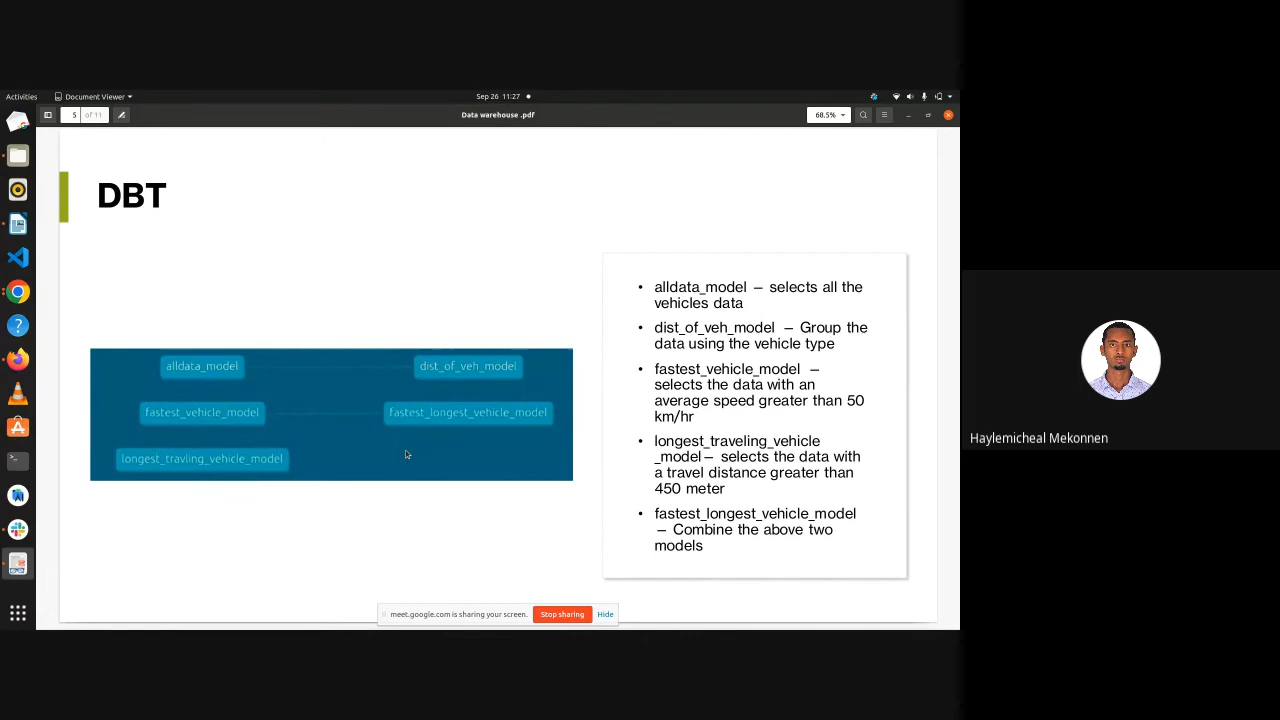 Activities
Document Viewer
Sep 26 11:27
5 of 11
Data warehouse .pdf
68.5%
DBT
alldata_model
dist_of_veh_model
fastest_vehicle_model
fastest_longest_vehicle_model
longest_travling_vehicle_model
• alldata_model – selects all the
vehicles data
• dist_of_veh_model – Group the
data using the vehicle type
• fastest_vehicle_model –
selects the data with an
average speed greater than 50
km/hr
• longest_traveling_vehicle
_model– selects the data with
a travel distance greater than
450 meter
• fastest_longest_vehicle_model
– Combine the above two
models
meet.google.com is sharing your screen.
Stop sharing
Hide
Haylemicheal Mekonnen